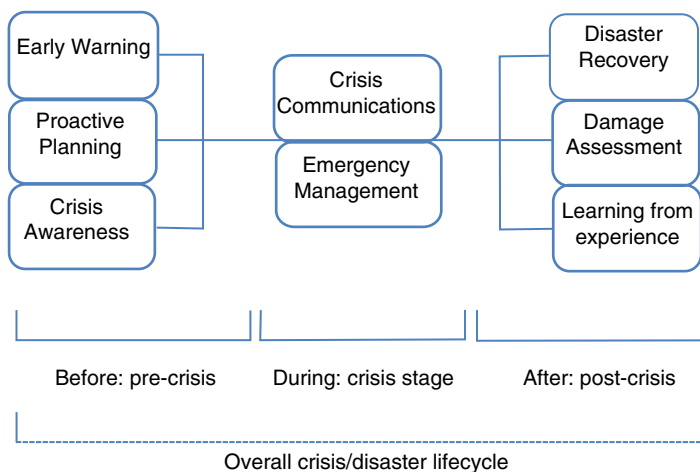 Early Warning
Proactive
Planning
Crisis
Awareness
Crisis
Communications
Emergency
Management
Disaster
Recovery
Damage
Assessment
Learning from
experience
Before: pre-crisis
During: crisis stage
After: post-crisis
Overall crisis/disaster lifecycle